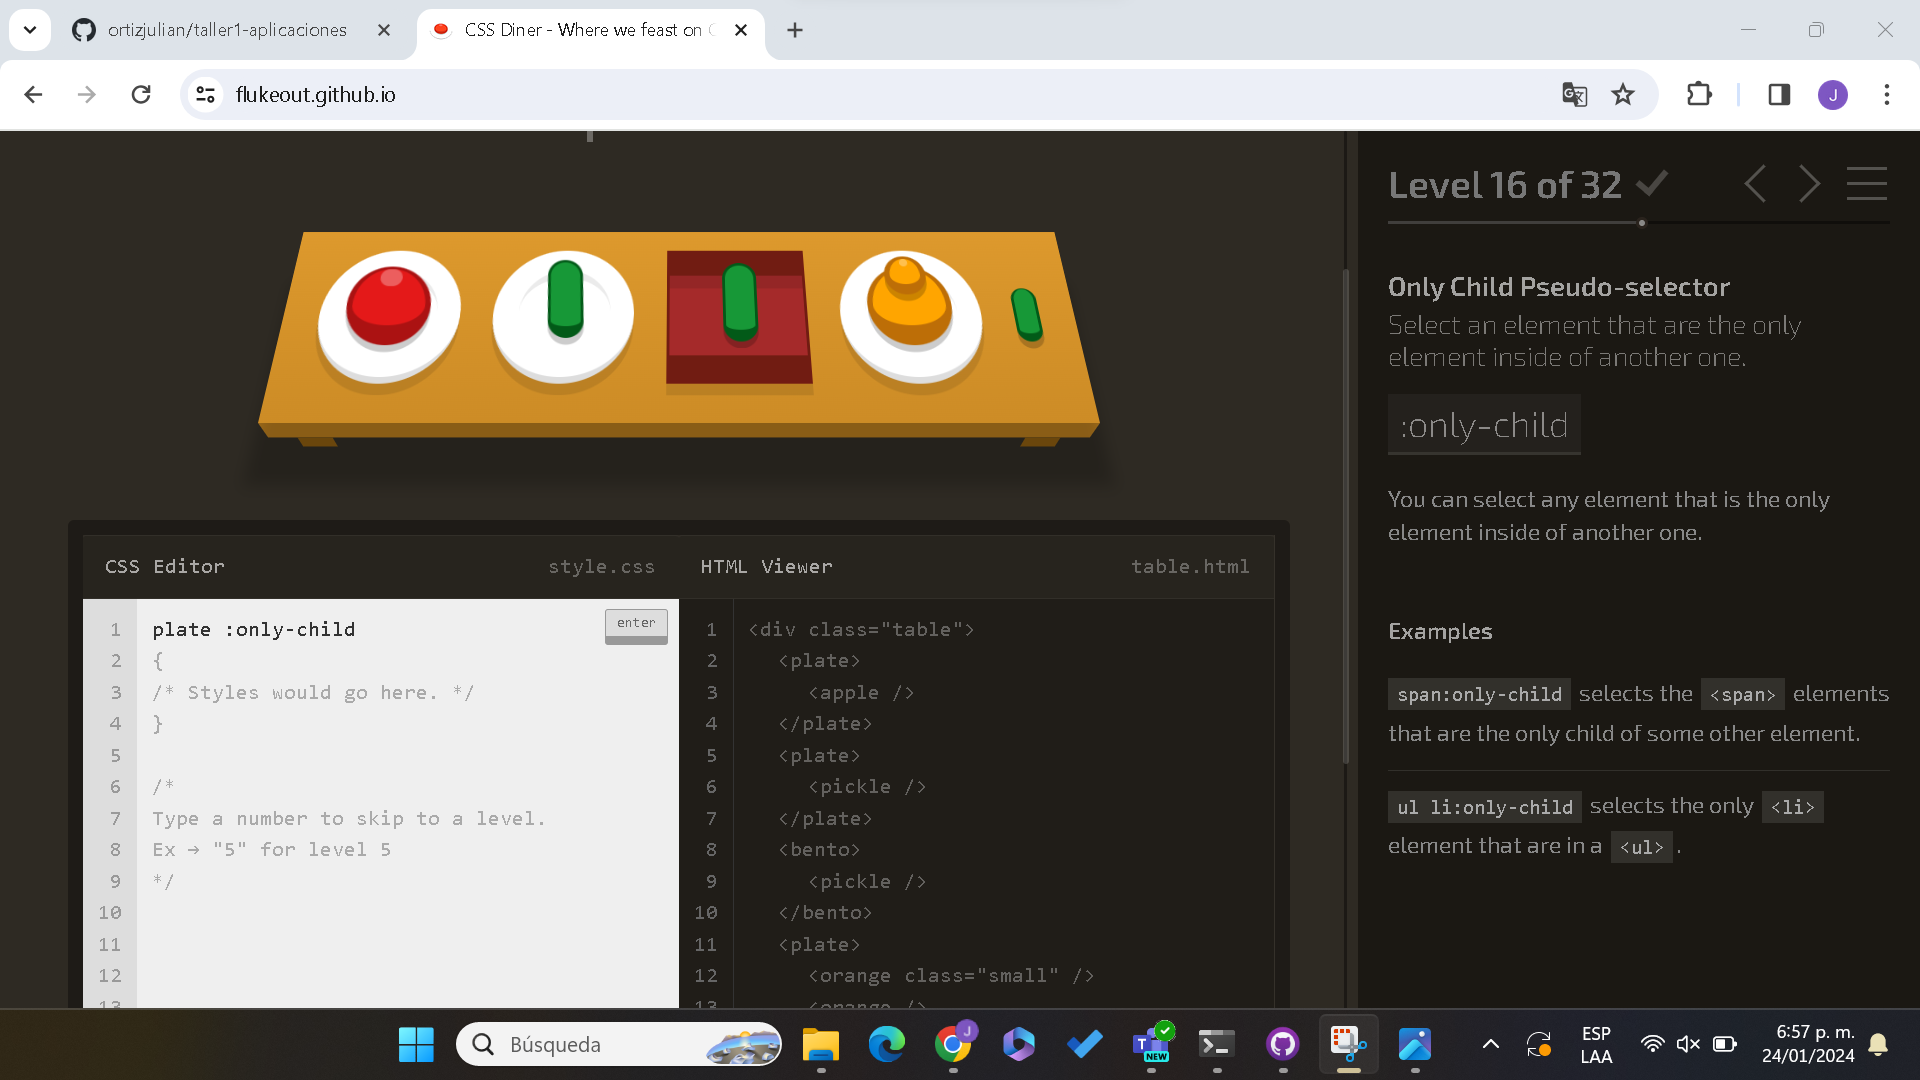 ortizjulian/taller1-aplicaciones
CSS Diner - Where we feast on
flukeout.github.io
J
Level 16 of 32
Only Child Pseudo-selector
Select an element that are the only
element inside of another one.
:only-child
You can select any element that is the only
element inside of another one.
Examples
span:only-child selects the <span> elements
that are the only child of some other element.
ul li:only-child selects the only <li>
element that are in a <ul> .
CSS Editor style.css
1 plate :only-child
enter
2 {
3 /* Styles would go here. */
4 }
5
6 /*
7 Type a number to skip to a level.
8 Ex → "5" for level 5
9 */
10
11
12
13
HTML Viewer table.html
1 <div class="table">
2 <plate>
3 <apple />
4 </plate>
5 <plate>
6 <pickle />
7 </plate>
8 <bento>
9 <pickle />
10 </bento>
11 <plate>
12 <orange class="small" />
13 <orange />
Búsqueda
J
T
NEW
ESP
LAA
6:57 p. m.
24/01/2024